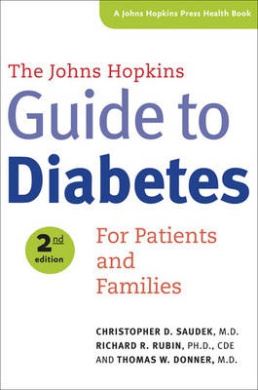 A Johns Hopkins Press Health Book
The Johns Hopkins
Guide to
Diabetes
2nd
edition
For Patients
and
Families
CHRISTOPHER D. SAUDEK, M.D.
RICHARD R. RUBIN, PH.D., CDE
AND THOMAS W. DONNER, M.D.